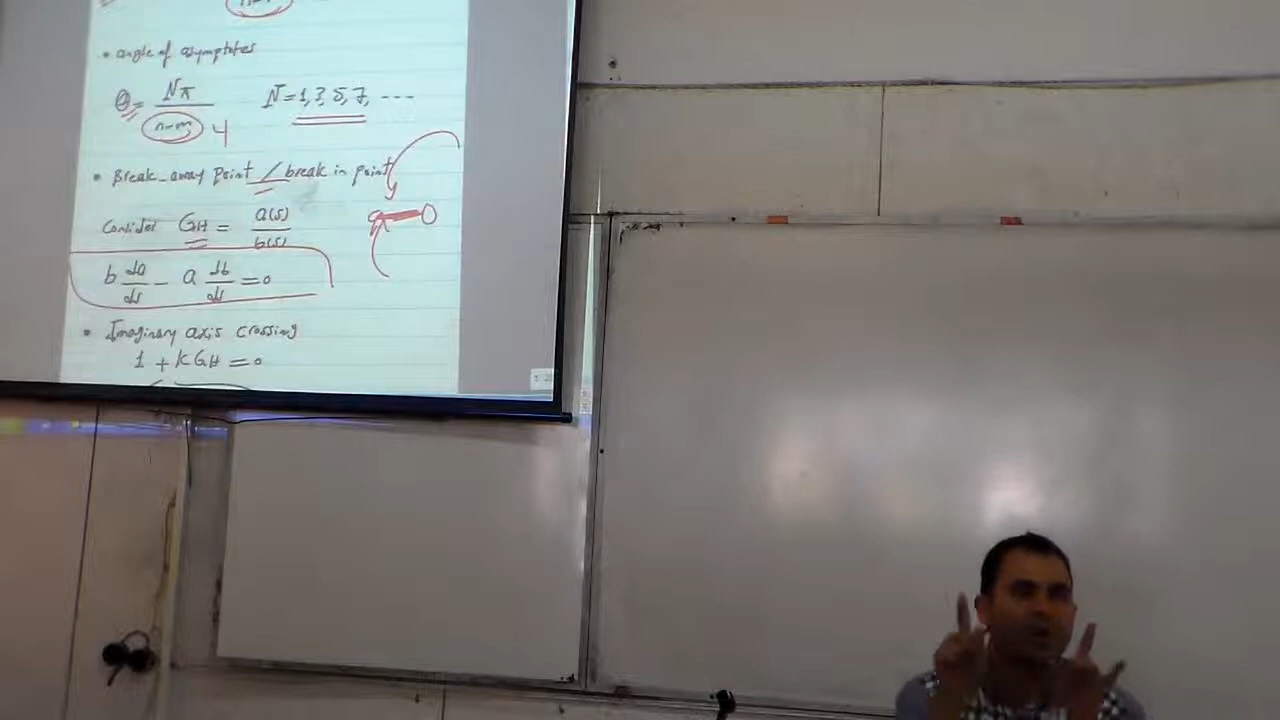 • angle of asymptotes
θ = Nπ / n-m 4 N = 1, 3, 5, 7, ----
• Break-away point / break in point
Consider GH = a(s) / b(s)
b da/ds - a db/ds = 0
• Imaginary axis crossing
1 + KGH = 0